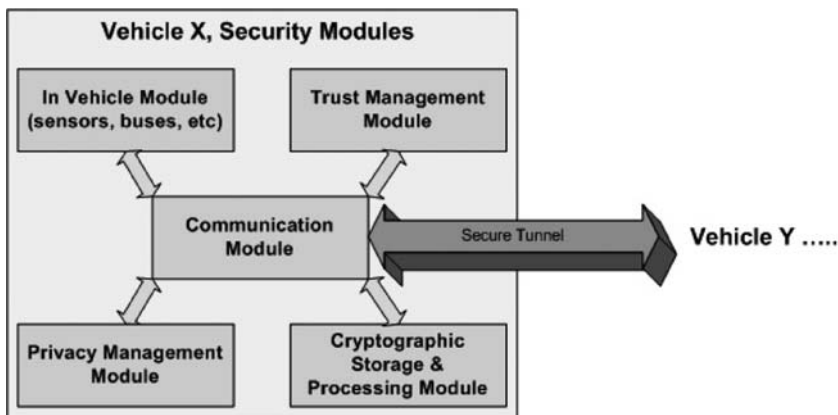 Vehicle X, Security Modules
In Vehicle Module
(sensors, buses, etc)
Trust Management
Module
Communication
Module
Secure Tunnel
Vehicle Y .....
Privacy Management
Module
Cryptographic
Storage &
Processing Module